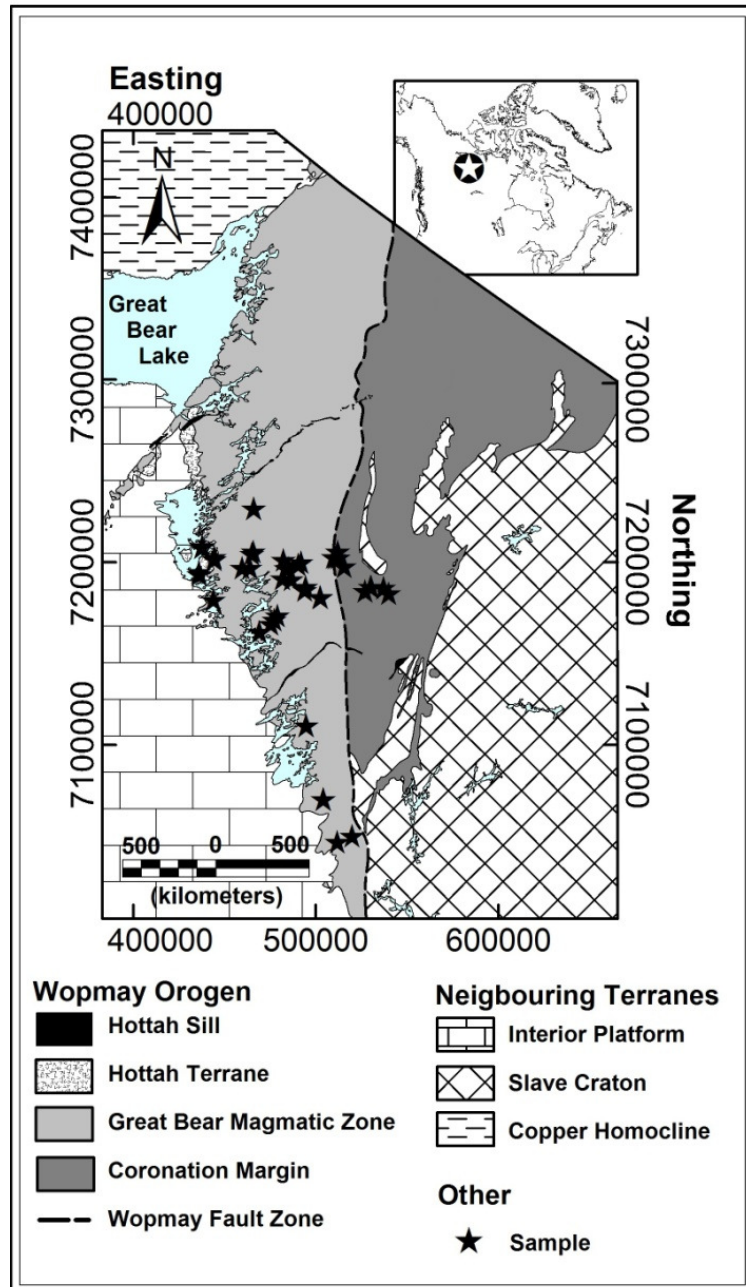 Easting
400000
N
7400000
Great
Bear
Lake
7300000
7300000
7200000
7200000
Northing
7100000
7100000
500 0 500
(kilometers)
400000 500000 600000
Wopmay Orogen
Hottah Sill
Hottah Terrane
Great Bear Magmatic Zone
Coronation Margin
Wopmay Fault Zone
Neigbouring Terranes
Interior Platform
Slave Craton
Copper Homocline
Other
Sample